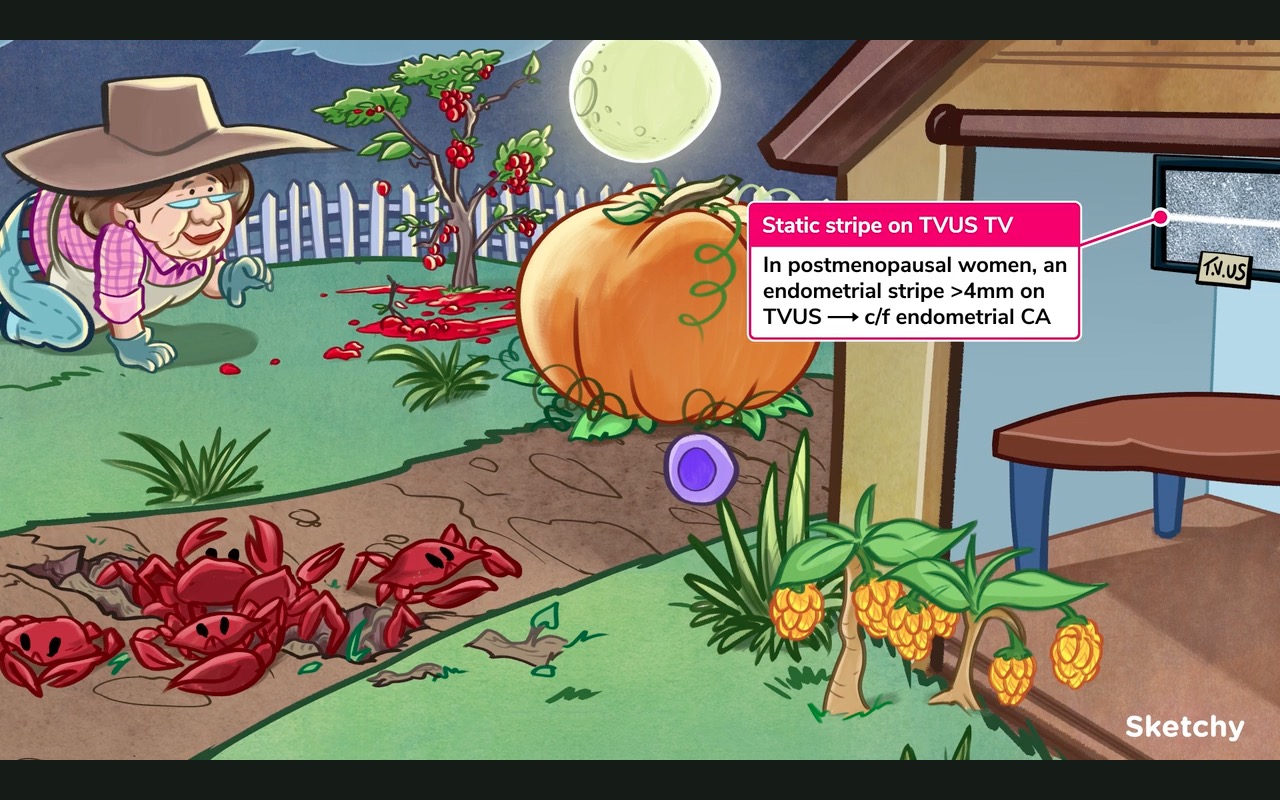 Static stripe on TVUS TV
In postmenopausal women, an
endometrial stripe >4mm on
TVUS ⟶ c/f endometrial CA
T.V.US
Sketchy